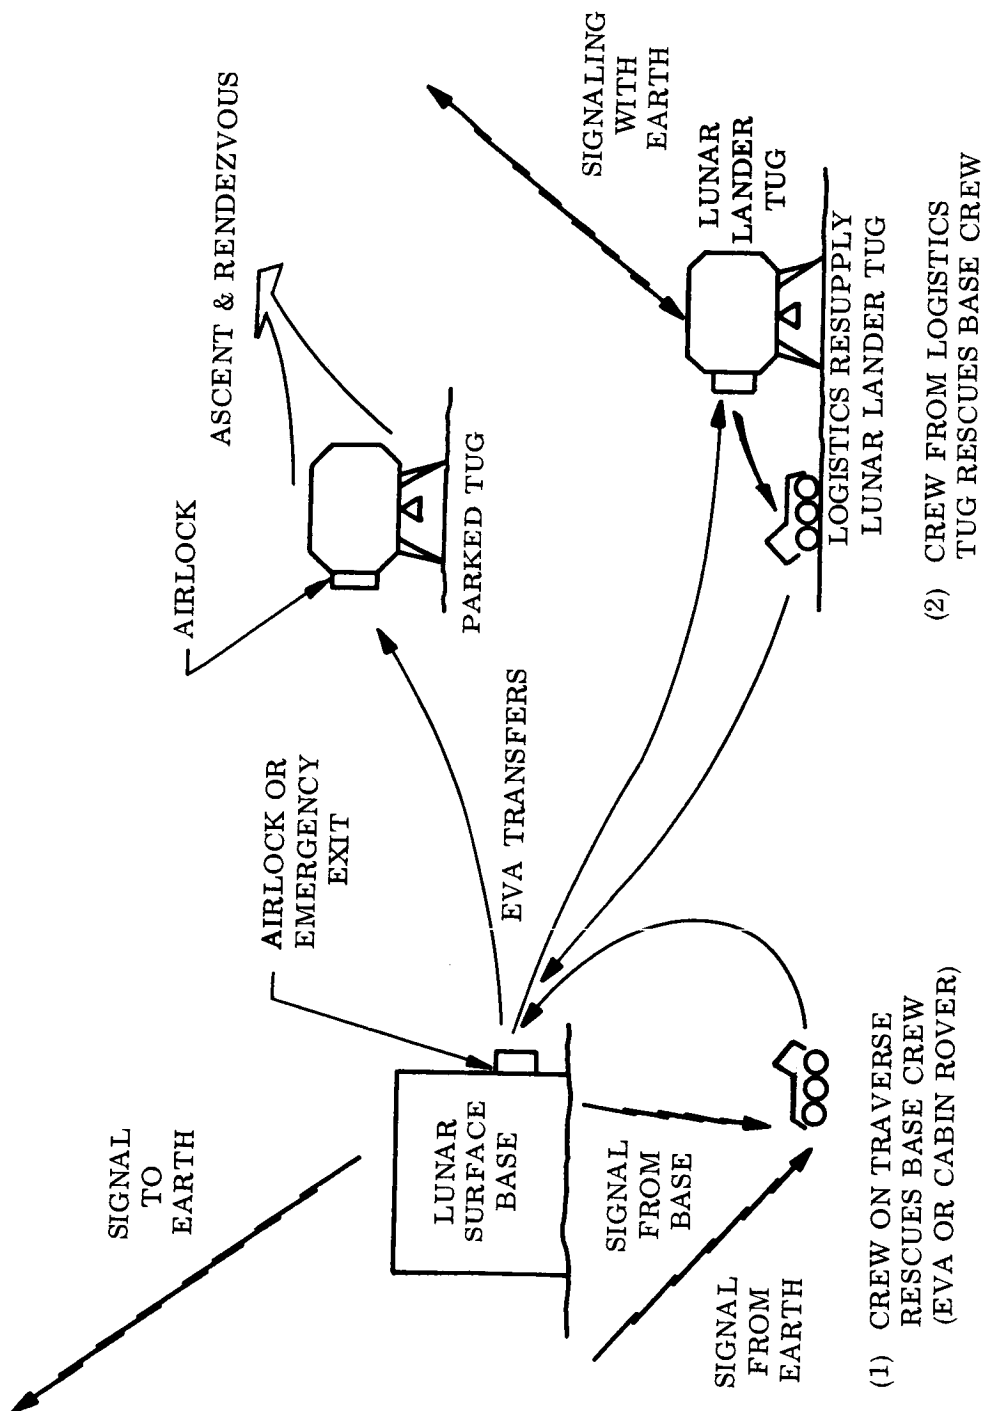 SIGNAL
TO
EARTH
AIRLOCK OR
EMERGENCY
EXIT
AIRLOCK
ASCENT & RENDEZVOUS
LUNAR
SURFACE
BASE
EVA TRANSFERS
PARKED TUG
SIGNALING
WITH
EARTH
SIGNAL
FROM
BASE
LUNAR
LANDER
TUG
SIGNAL
FROM
EARTH
LOGISTICS RESUPPLY
LUNAR LANDER TUG
(1) CREW ON TRAVERSE
RESCUES BASE CREW
(EVA OR CABIN ROVER)
(2) CREW FROM LOGISTICS
TUG RESCUES BASE CREW